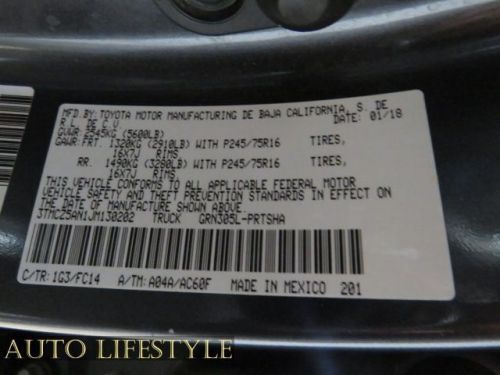 MFD.BY: TOYOTA MOTOR MANUFACTURING DE BAJA CALIFORNIA, S. DE
R.L. DE C.V. DATE: 01/18
GVWR: 2545KG (5600LB)
GAWR: FRT. 1320KG (2910LB) WITH P245/75R16 TIRES,
16X7J RIMS
RR. 1490KG (3280LB) WITH P245/75R16 TIRES,
16X7J RIMS
THIS VEHICLE CONFORMS TO ALL APPLICABLE FEDERAL MOTOR
VEHICLE SAFETY AND THEFT PREVENTION STANDARDS IN EFFECT ON
THE DATE OF MANUFACTURE SHOWN ABOVE.
3TMCZ5AN1JM130202 TRUCK GRN305L-PRTSHA
C/TR: 1G3/FC14 A/TM: A04A/AC60F MADE IN MEXICO 201
AUTO LIFESTYLE